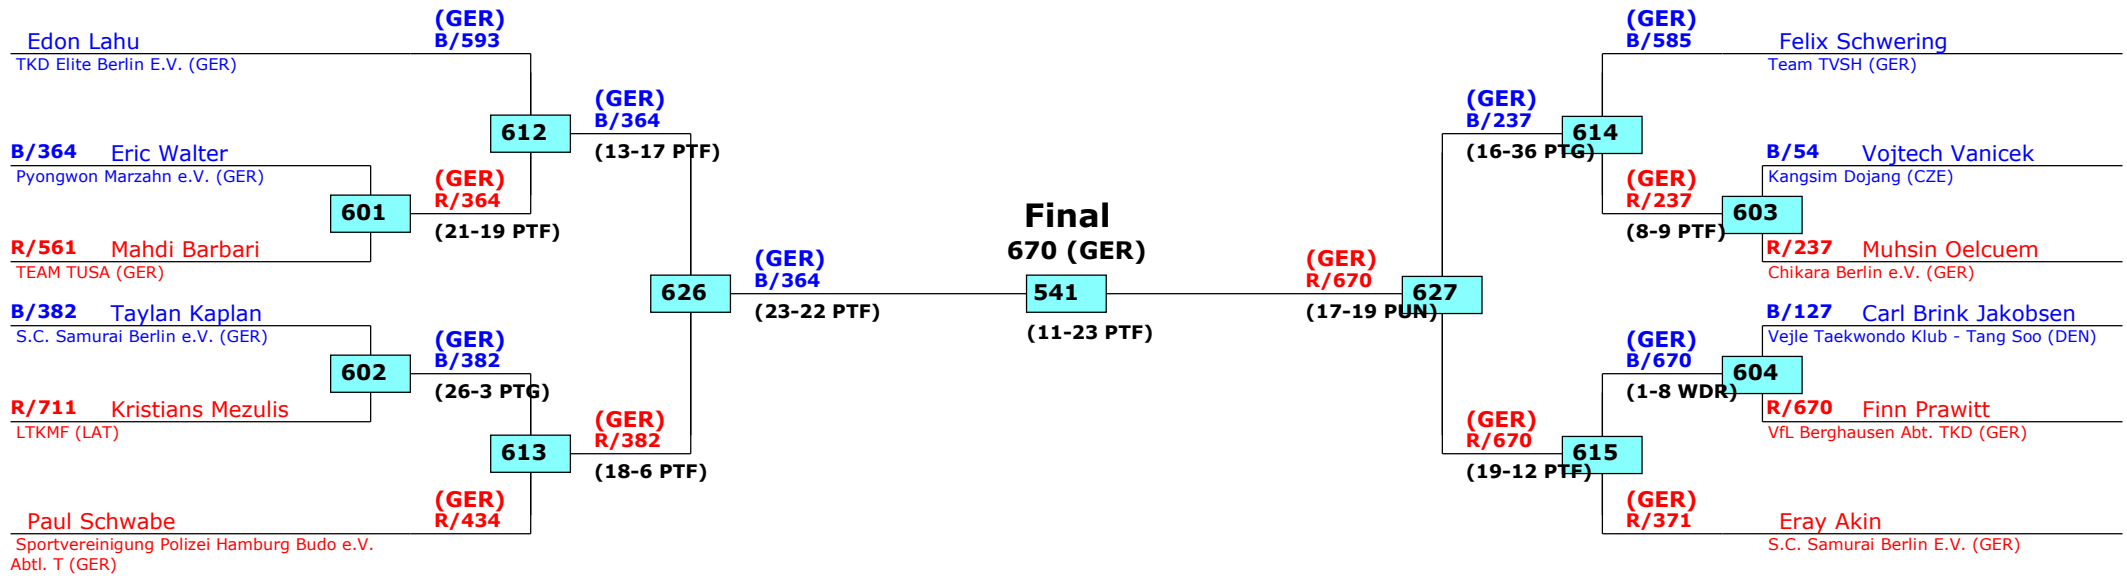 (GER)
B/593
Edon Lahu
TKD Elite Berlin E.V. (GER)
B/364 Eric Walter
Pyongwon Marzahn e.V. (GER)
601
R/561 Mahdi Barbari
TEAM TUSA (GER)
(GER)
R/364
(21-19 PTF)
612
(GER)
B/364
(13-17 PTF)
B/382 Taylan Kaplan
S.C. Samurai Berlin e.V. (GER)
602
R/711 Kristians Mezulis
LTKMF (LAT)
(GER)
B/382
(26-3 PTG)
613
(GER)
R/382
(18-6 PTF)
(GER)
R/434
Paul Schwabe
Sportvereinigung Polizei Hamburg Budo e.V.
Abtl. T (GER)
626
(GER)
B/364
(23-22 PTF)
Final
670 (GER)
541
(11-23 PTF)
(GER)
R/670
(17-19 PUN)
627
(GER)
B/237
(16-36 PTG)
614
(GER)
B/585
Felix Schwering
Team TVSH (GER)
(GER)
R/237
(8-9 PTF)
603
B/54 Vojtech Vanicek
Kangsim Dojang (CZE)
R/237 Muhsin Oelcuem
Chikara Berlin e.V. (GER)
(GER)
R/670
(19-12 PTF)
615
(GER)
B/670
(1-8 WDR)
604
B/127 Carl Brink Jakobsen
Vejle Taekwondo Klub - Tang Soo (DEN)
R/670 Finn Prawitt
VfL Berghausen Abt. TKD (GER)
(GER)
R/371
Eray Akin
S.C. Samurai Berlin E.V. (GER)